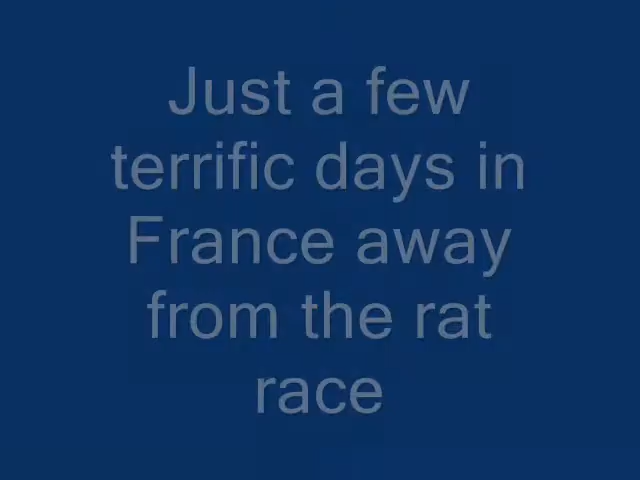 Just a few
terrific days in
France away
from the rat
race